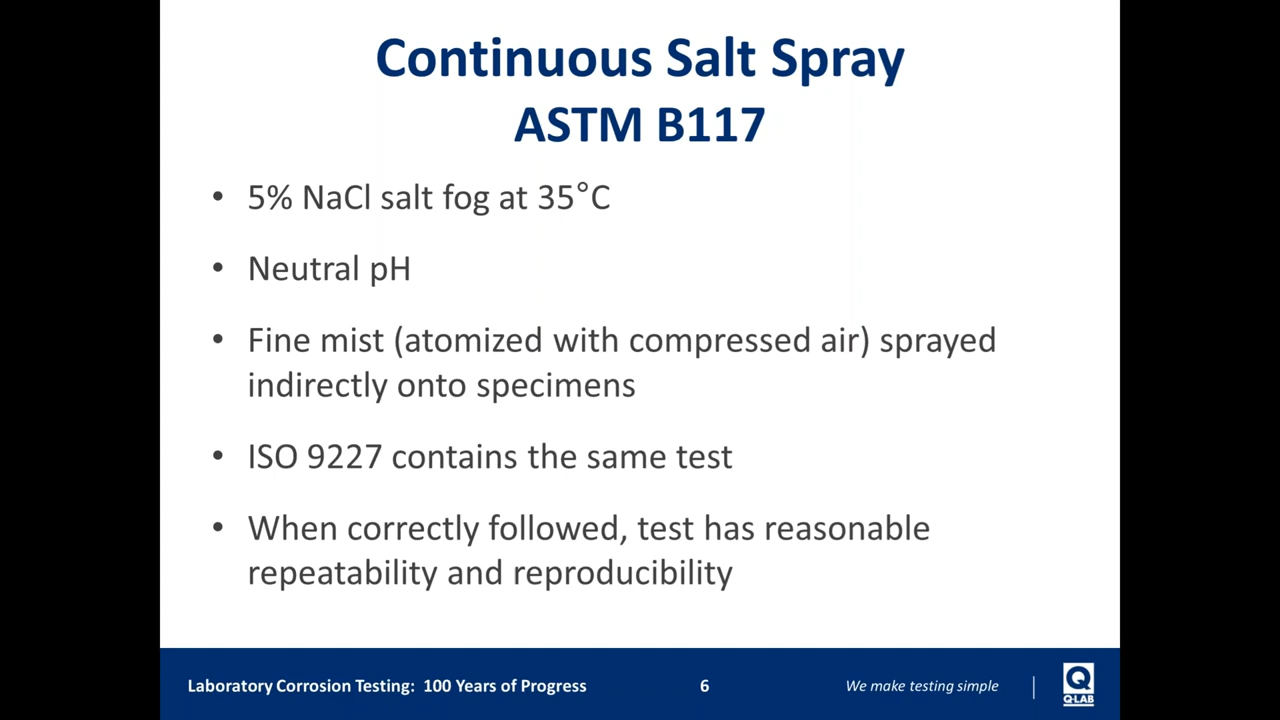 Continuous Salt Spray
ASTM B117
• 5% NaCl salt fog at 35°C
• Neutral pH
• Fine mist (atomized with compressed air) sprayed
indirectly onto specimens
• ISO 9227 contains the same test
• When correctly followed, test has reasonable
repeatability and reproducibility
Laboratory Corrosion Testing: 100 Years of Progress
6
We make testing simple
Q
Q-LAB